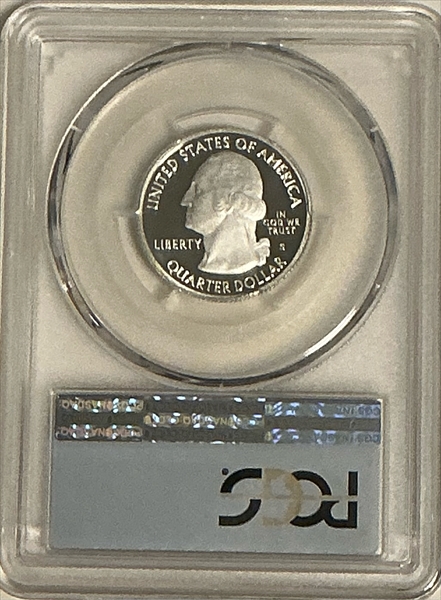 UNITED STATES OF AMERICA
IN
GOD WE
TRUST
LIBERTY
S
QUARTER DOLLAR
PCGS